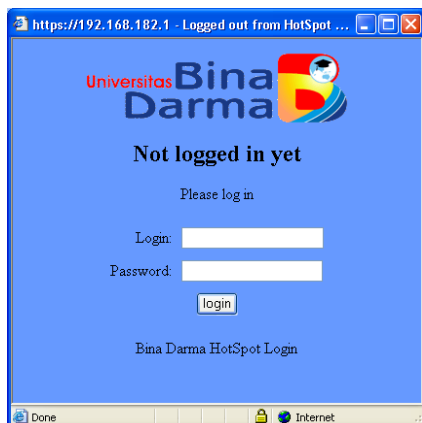 https://192.168.182.1 - Logged out from HotSpot ...
Universitas Bina
Darma
Not logged in yet
Please log in
Login:
Password:
login
Bina Darma HotSpot Login
Done
Internet